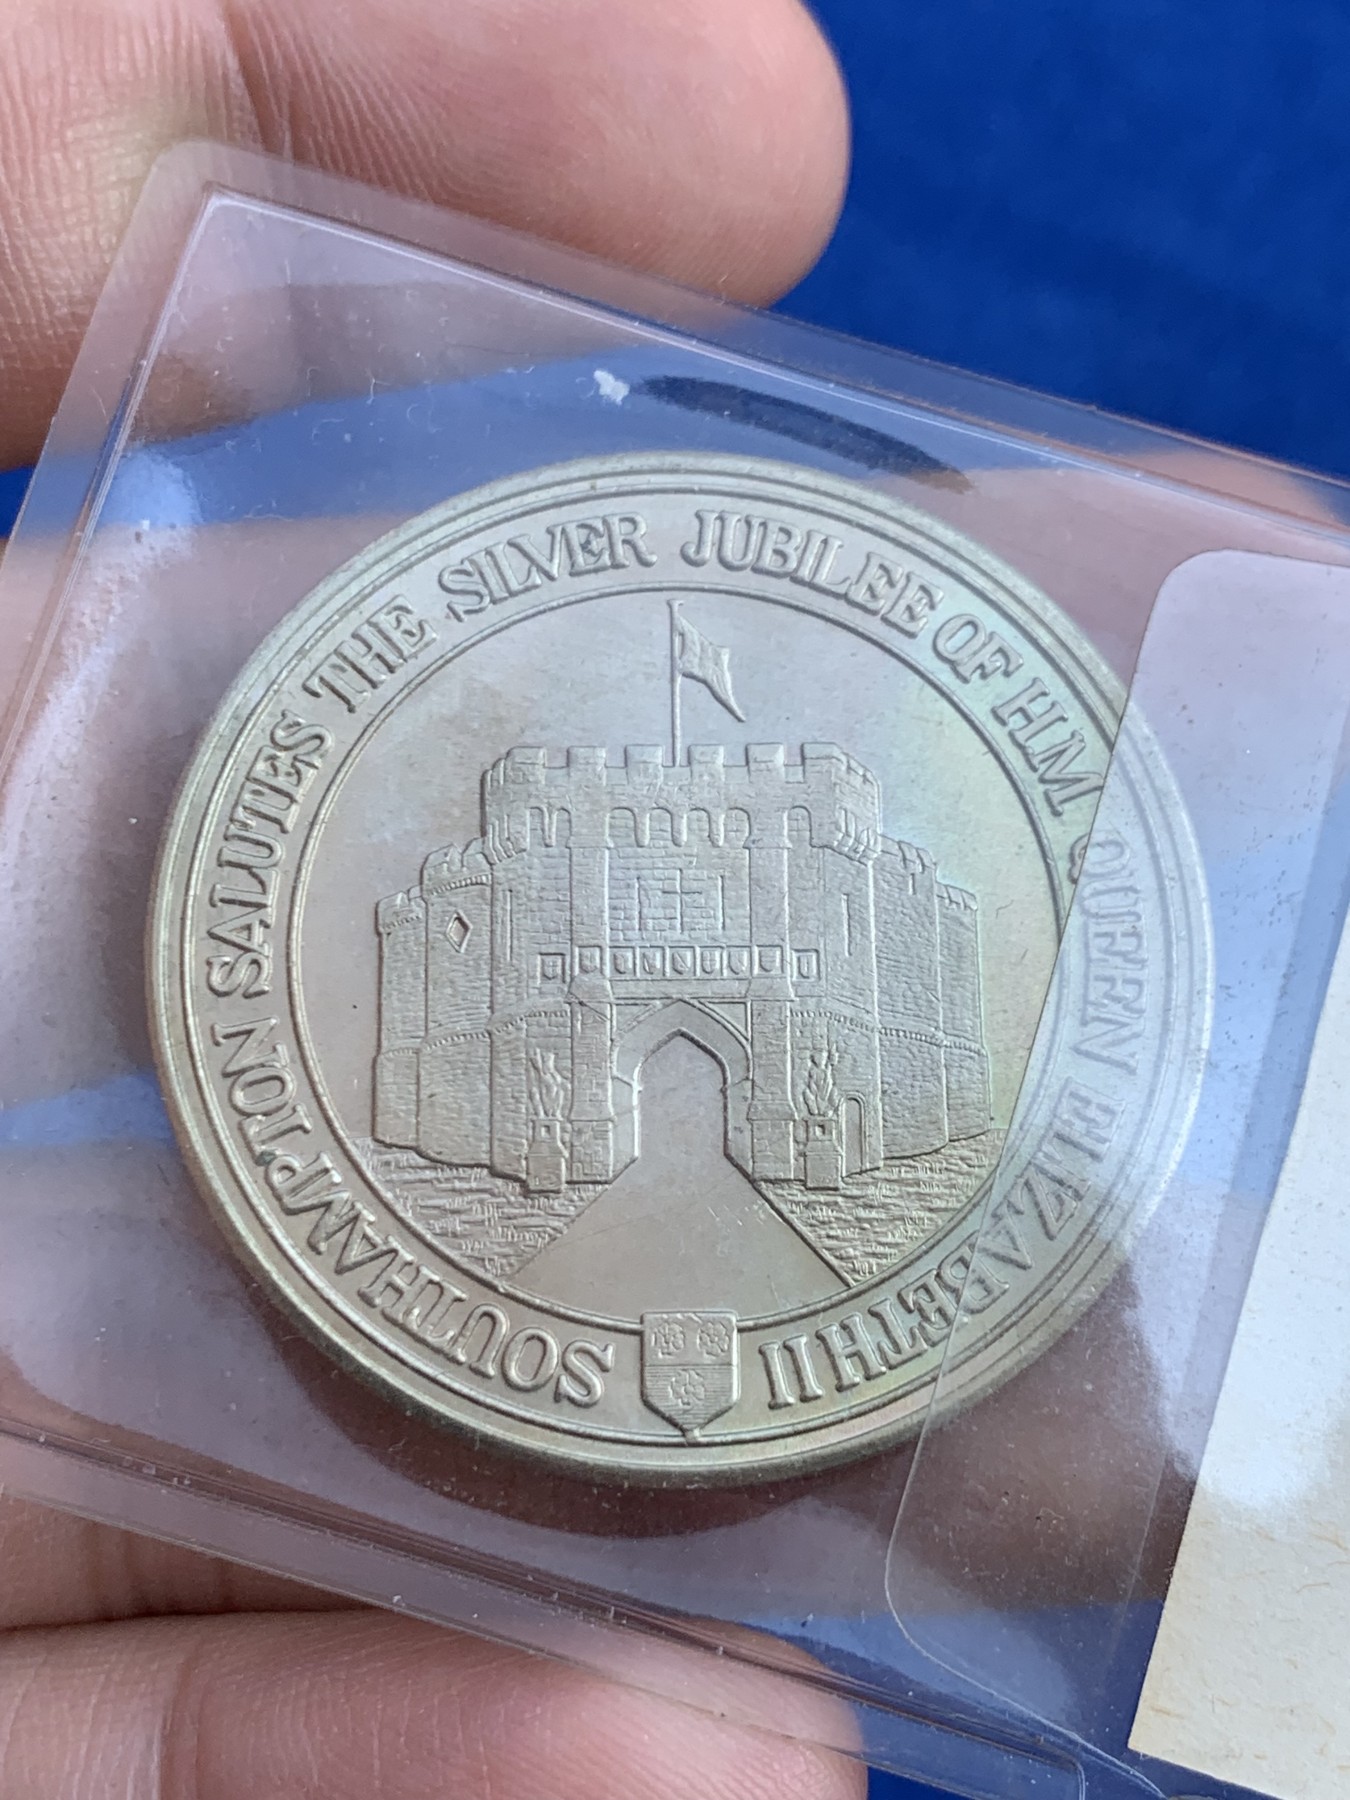 SOUTHAMPTON SALUTES THE SILVER JUBILEE OF H.M QUEEN ELIZABETH II